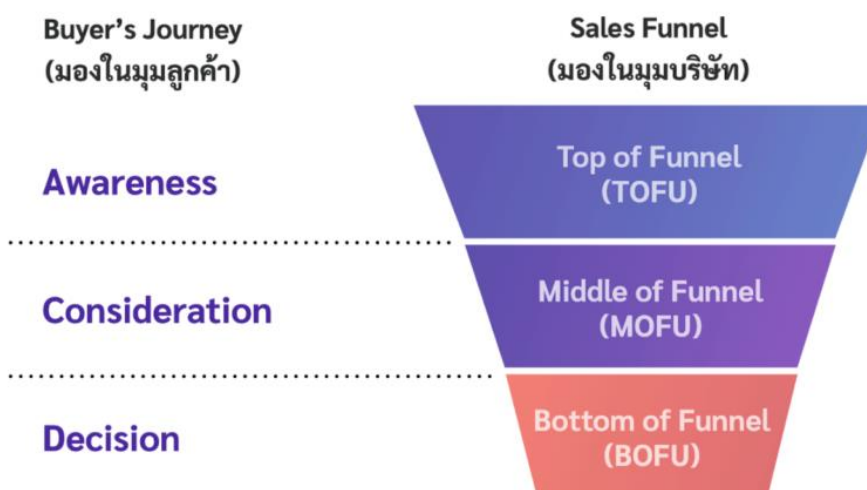 Buyer's Journey
(มองในมุมลูกค้า)
Sales Funnel
(มองในมุมบริษัท)
Awareness
Top of Funnel
(TOFU)
Consideration
Middle of Funnel
(MOFU)
Decision
Bottom of Funnel
(BOFU)